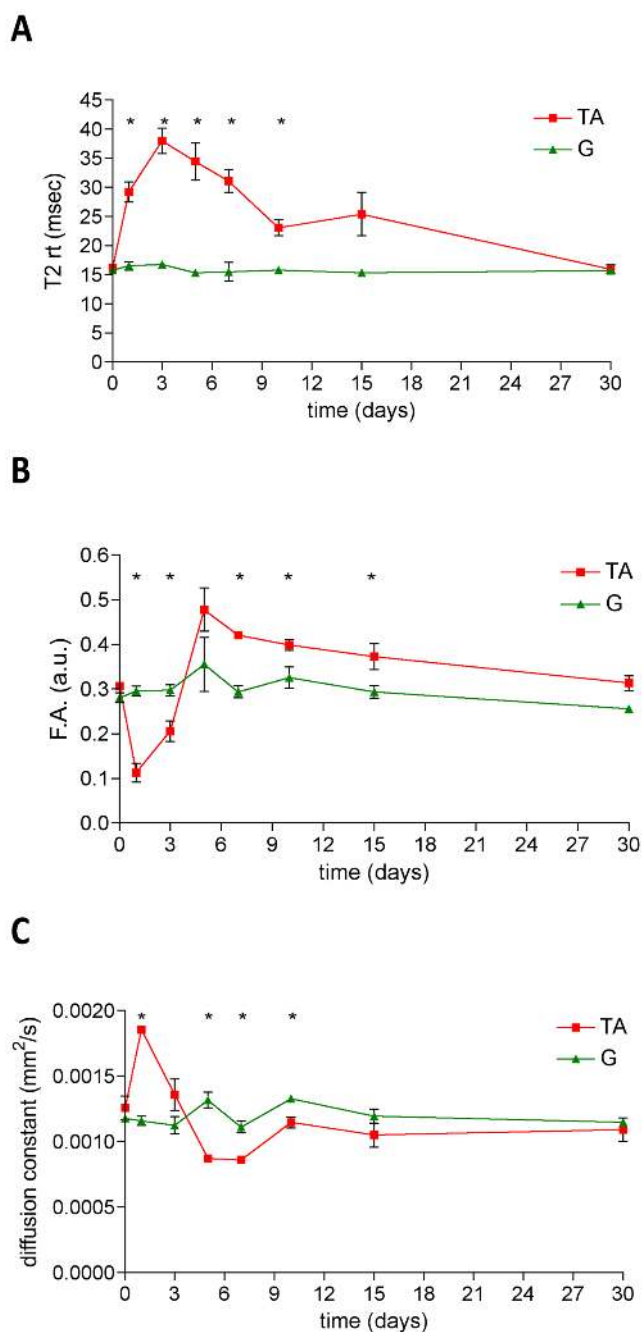 A
* * * * *
TA
G
45
40
35
30
25
20
15
10
5
0
T2 rt (msec)
0 3 6 9 12 15 18 21 24 27 30
time (days)
B
* * * * *
TA
G
0.6
0.5
0.4
0.3
0.2
0.1
0.0
F.A. (a.u.)
0 3 6 9 12 15 18 21 24 27 30
time (days)
C
* * * *
TA
G
0.0020
0.0015
0.0010
0.0005
0.0000
diffusion constant (mm²/s)
0 3 6 9 12 15 18 21 24 27 30
time (days)